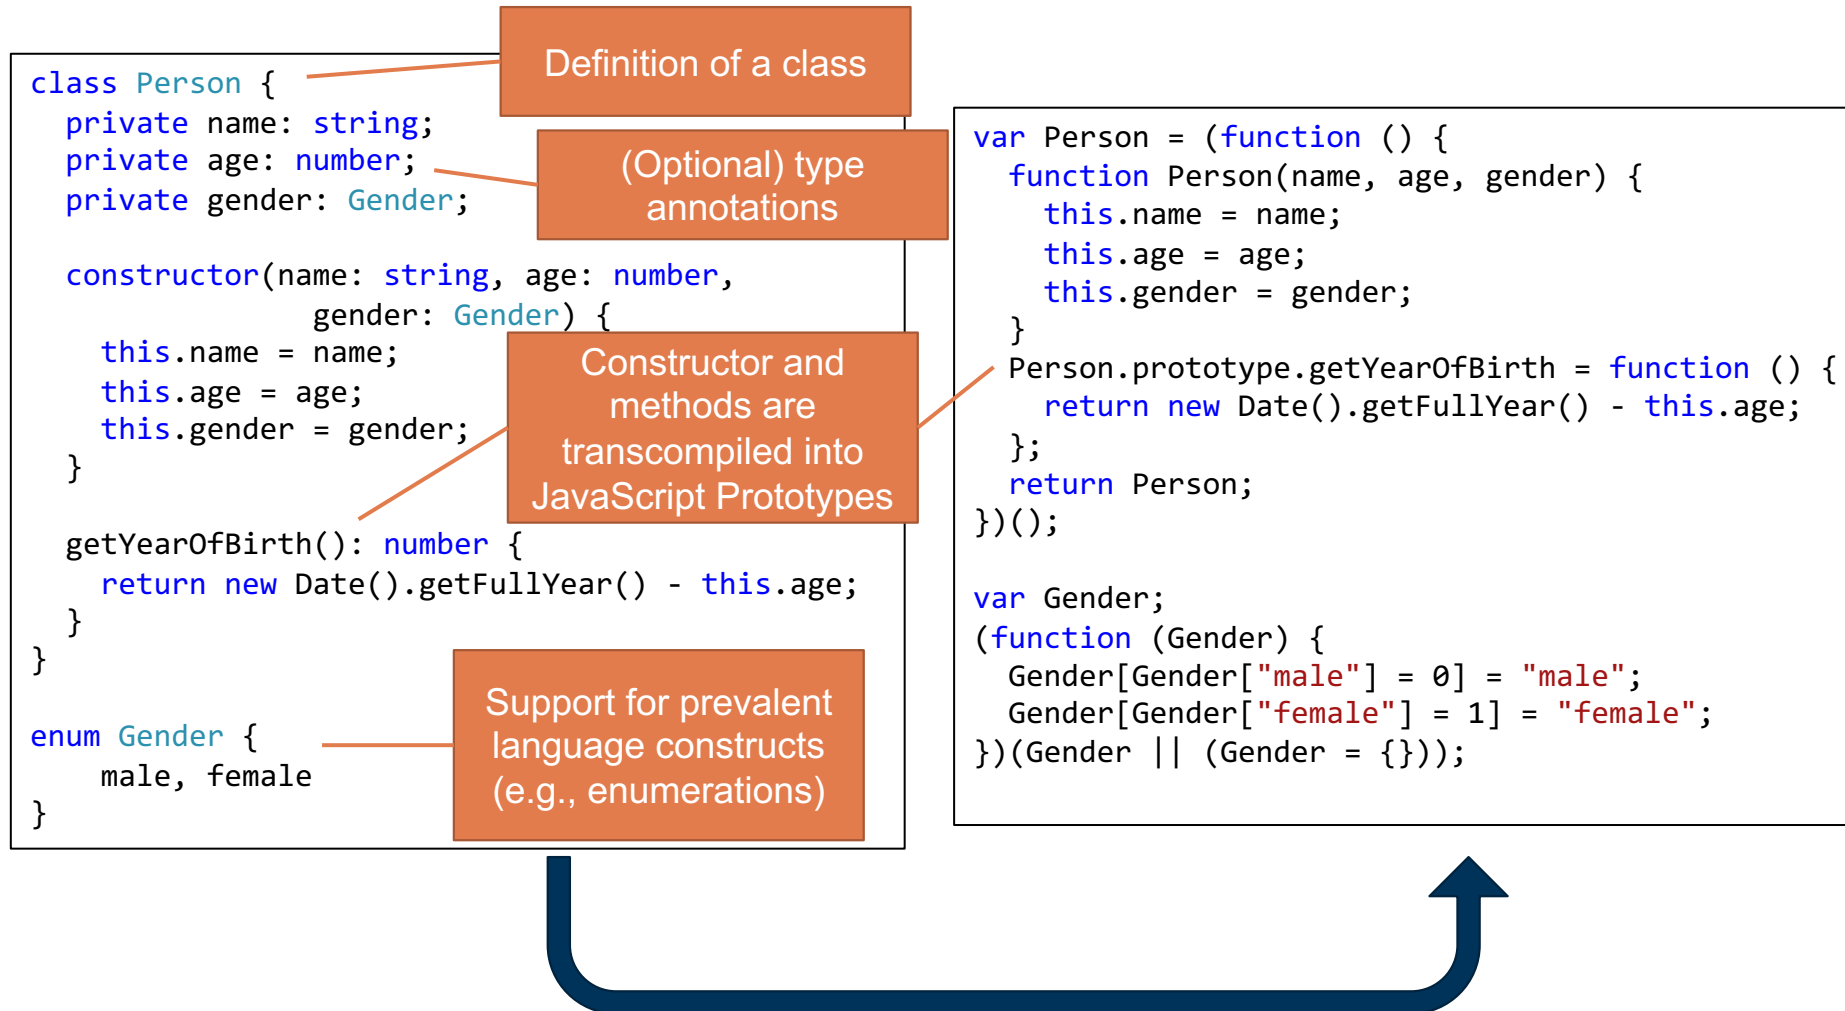 class Person {
  private name: string;
  private age: number;
  private gender: Gender;

  constructor(name: string, age: number,
                gender: Gender) {
    this.name = name;
    this.age = age;
    this.gender = gender;
  }

  getYearOfBirth(): number {
    return new Date().getFullYear() - this.age;
  }
}

enum Gender {
    male, female
}
Definition of a class
(Optional) type
annotations
Constructor and
methods are
transcompiled into
JavaScript Prototypes
Support for prevalent
language constructs
(e.g., enumerations)
var Person = (function () {
  function Person(name, age, gender) {
    this.name = name;
    this.age = age;
    this.gender = gender;
  }
  Person.prototype.getYearOfBirth = function () {
    return new Date().getFullYear() - this.age;
  };
  return Person;
})();

var Gender;
(function (Gender) {
  Gender[Gender["male"] = 0] = "male";
  Gender[Gender["female"] = 1] = "female";
})(Gender || (Gender = {}));